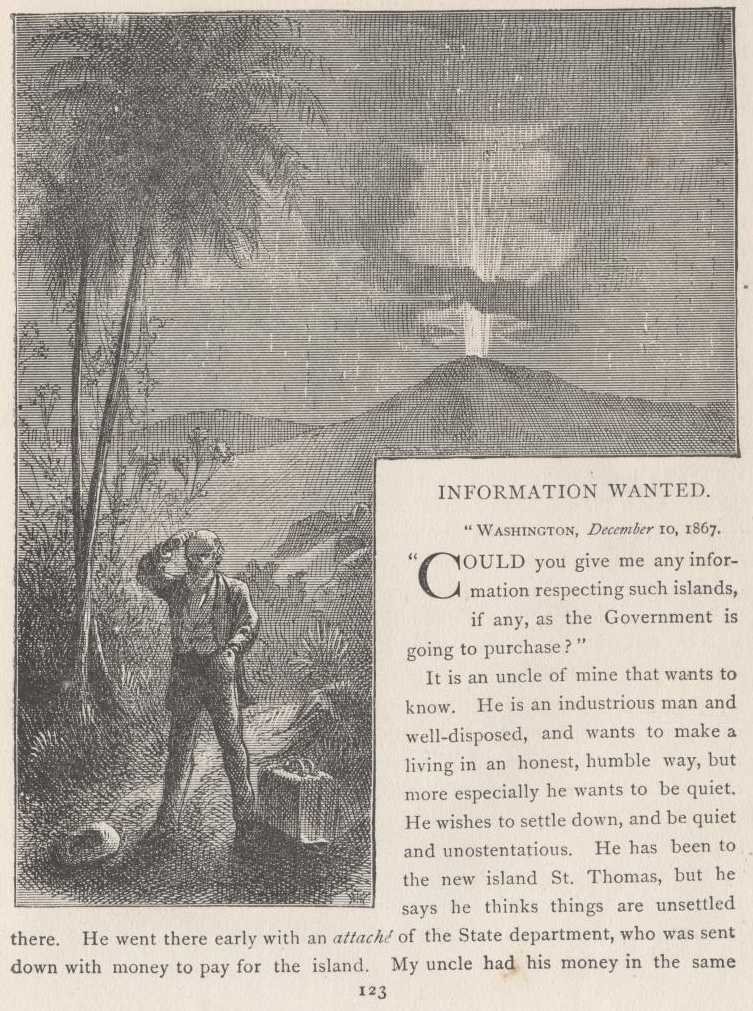 INFORMATION WANTED.
“ WASHINGTON, December 10, 1867.
“COULD you give me any infor-
mation respecting such islands,
if any, as the Government is
going to purchase?”
It is an uncle of mine that wants to
know. He is an industrious man and
well-disposed, and wants to make a
living in an honest, humble way, but
more especially he wants to be quiet.
He wishes to settle down, and be quiet
and unostentatious. He has been to
the new island St. Thomas, but he
says he thinks things are unsettled
there. He went there early with an attaché of the State department, who was sent
down with money to pay for the island. My uncle had his money in the same
123